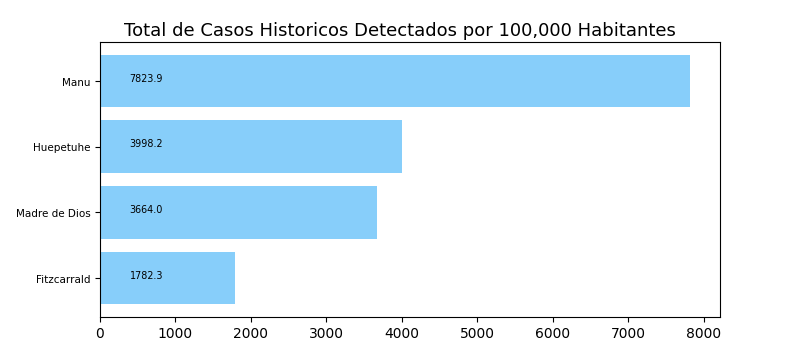 Total de Casos Historicos Detectados por 100,000 Habitantes
Manu 7823.9
Huepetuhe 3998.2
Madre de Dios 3664.0
Fitzcarrald 1782.3
0 1000 2000 3000 4000 5000 6000 7000 8000